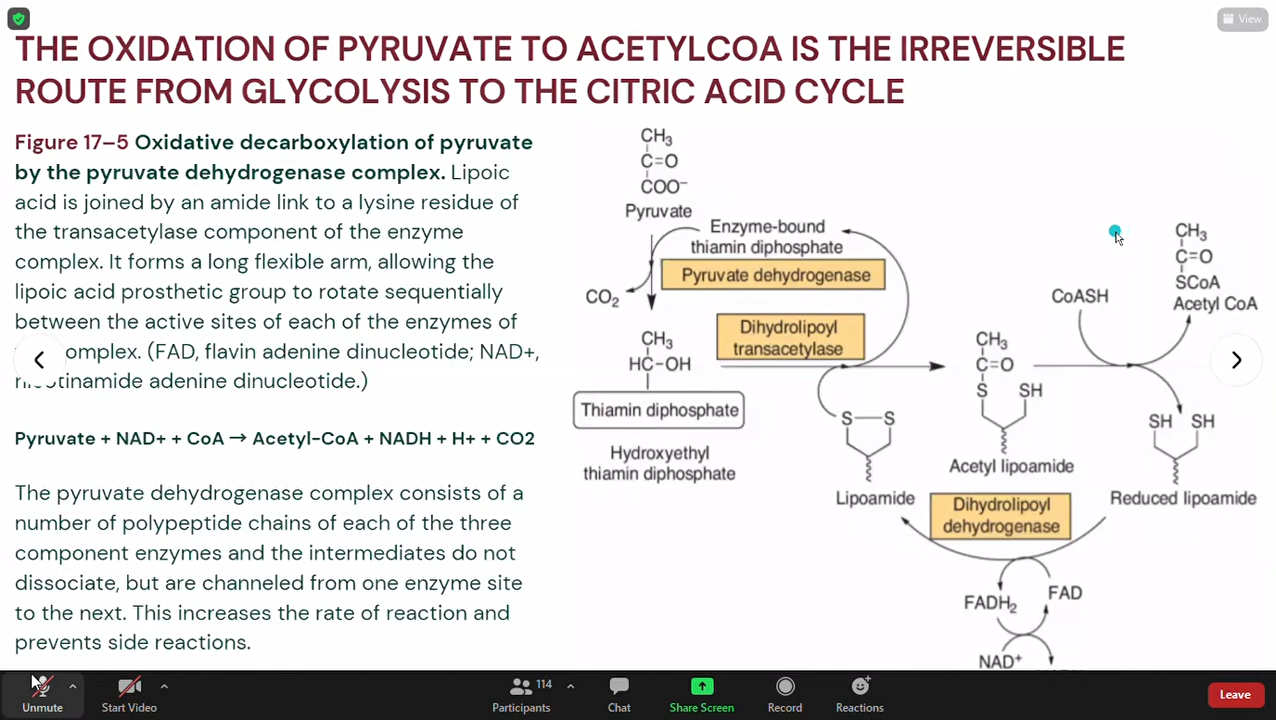 View
THE OXIDATION OF PYRUVATE TO ACETYLCOA IS THE IRREVERSIBLE
ROUTE FROM GLYCOLYSIS TO THE CITRIC ACID CYCLE
Figure 17–5 Oxidative decarboxylation of pyruvate
by the pyruvate dehydrogenase complex. Lipoic
acid is joined by an amide link to a lysine residue of
the transacetylase component of the enzyme
complex. It forms a long flexible arm, allowing the
lipoic acid prosthetic group to rotate sequentially
between the active sites of each of the enzymes of
omplex. (FAD, flavin adenine dinucleotide; NAD+,
tinamide adenine dinucleotide.)
Pyruvate + NAD+ + CoA → Acetyl-CoA + NADH + H+ + CO2
The pyruvate dehydrogenase complex consists of a
number of polypeptide chains of each of the three
component enzymes and the intermediates do not
dissociate, but are channeled from one enzyme site
to the next. This increases the rate of reaction and
prevents side reactions.
CH₃
C=O
COO⁻
Pyruvate
Enzyme-bound
thiamin diphosphate
Pyruvate dehydrogenase
CO₂
Dihydrolipoyl
transacetylase
CH₃
HC–OH
Thiamin diphosphate
Hydroxyethyl
thiamin diphosphate
S S
Lipoamide
CH₃
C=O
S SH
Acetyl lipoamide
CoASH
CH₃
C=O
SCoA
Acetyl CoA
SH SH
Reduced lipoamide
Dihydrolipoyl
dehydrogenase
FADH₂
FAD
NAD⁺
Unmute
Start Video
114
Participants
Chat
Share Screen
Record
Reactions
Leave